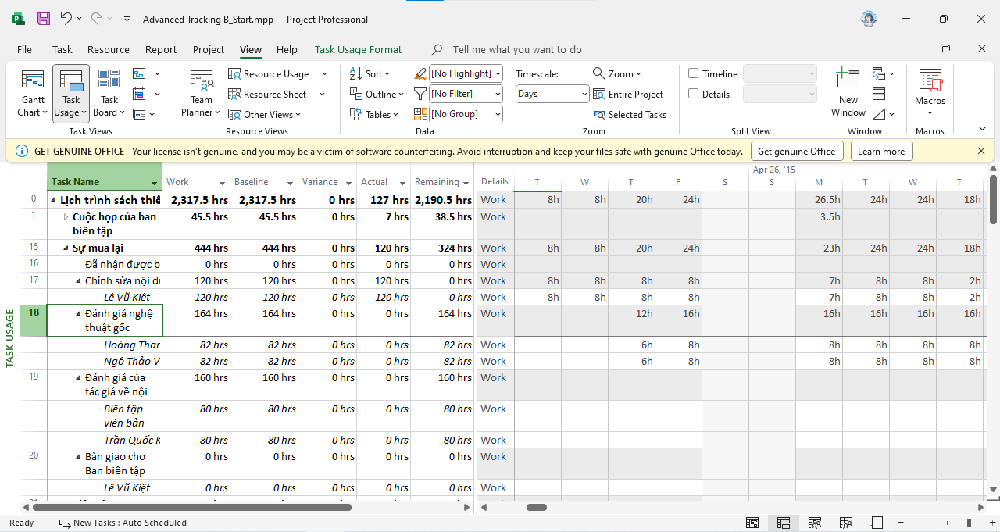 Advanced Tracking B_Start.mpp - Project Professional
File Task Resource Report Project View Help Task Usage Format Tell me what you want to do
Gantt Chart
Task Usage
Task Board
Task Views
Team Planner
Resource Usage
Resource Sheet
Other Views
Resource Views
Sort
Outline
Tables
[No Highlight]
[No Filter]
[No Group]
Data
Timescale:
Days
Zoom
Entire Project
Selected Tasks
Zoom
Timeline
Details
Split View
New Window
Window
Macros
Macros
GET GENUINE OFFICE Your license isn't genuine, and you may be a victim of software counterfeiting. Avoid interruption and keep your files safe with genuine Office today. Get genuine Office Learn more
Apr 26, '15
Task Name Work Baseline Variance Actual Remaining Details T W T F S S M T W T
0 Lịch trình sách thiế 2,317.5 hrs 2,317.5 hrs 0 hrs 127 hrs 2,190.5 hrs Work 8h 8h 20h 24h 26.5h 24h 24h 18h
1 Cuộc họp của ban 45.5 hrs 45.5 hrs 0 hrs 7 hrs 38.5 hrs Work 3.5h
biên tập
15 Sự mua lại 444 hrs 444 hrs 0 hrs 120 hrs 324 hrs Work 8h 8h 20h 24h 23h 24h 24h 18h
16 Đã nhận được b 0 hrs 0 hrs 0 hrs 0 hrs 0 hrs Work
17 Chỉnh sửa nội dı 120 hrs 120 hrs 0 hrs 120 hrs 0 hrs Work 8h 8h 8h 8h 7h 8h 8h 2h
Lê Vũ Kiệt 120 hrs 120 hrs 0 hrs 120 hrs 0 hrs Work 8h 8h 8h 8h 7h 8h 8h 2h
18 Đánh giá nghệ 164 hrs 164 hrs 0 hrs 0 hrs 164 hrs Work 12h 16h 16h 16h 16h 16h
thuật gốc
Hoàng Thar 82 hrs 82 hrs 0 hrs 0 hrs 82 hrs Work 6h 8h 8h 8h 8h 8h
Ngô Thảo V 82 hrs 82 hrs 0 hrs 0 hrs 82 hrs Work 6h 8h 8h 8h 8h 8h
19 Đánh giá của 160 hrs 160 hrs 0 hrs 0 hrs 160 hrs Work
tác giả về nội
Biên tập 80 hrs 80 hrs 0 hrs 0 hrs 80 hrs Work
viên bản
Trần Quốc K 80 hrs 80 hrs 0 hrs 0 hrs 80 hrs Work
20 Bàn giao cho 0 hrs 0 hrs 0 hrs 0 hrs 0 hrs Work
Ban biên tập
Lê Vũ Kiệt 0 hrs 0 hrs 0 hrs 0 hrs 0 hrs Work
TASK USAGE
Ready New Tasks : Auto Scheduled